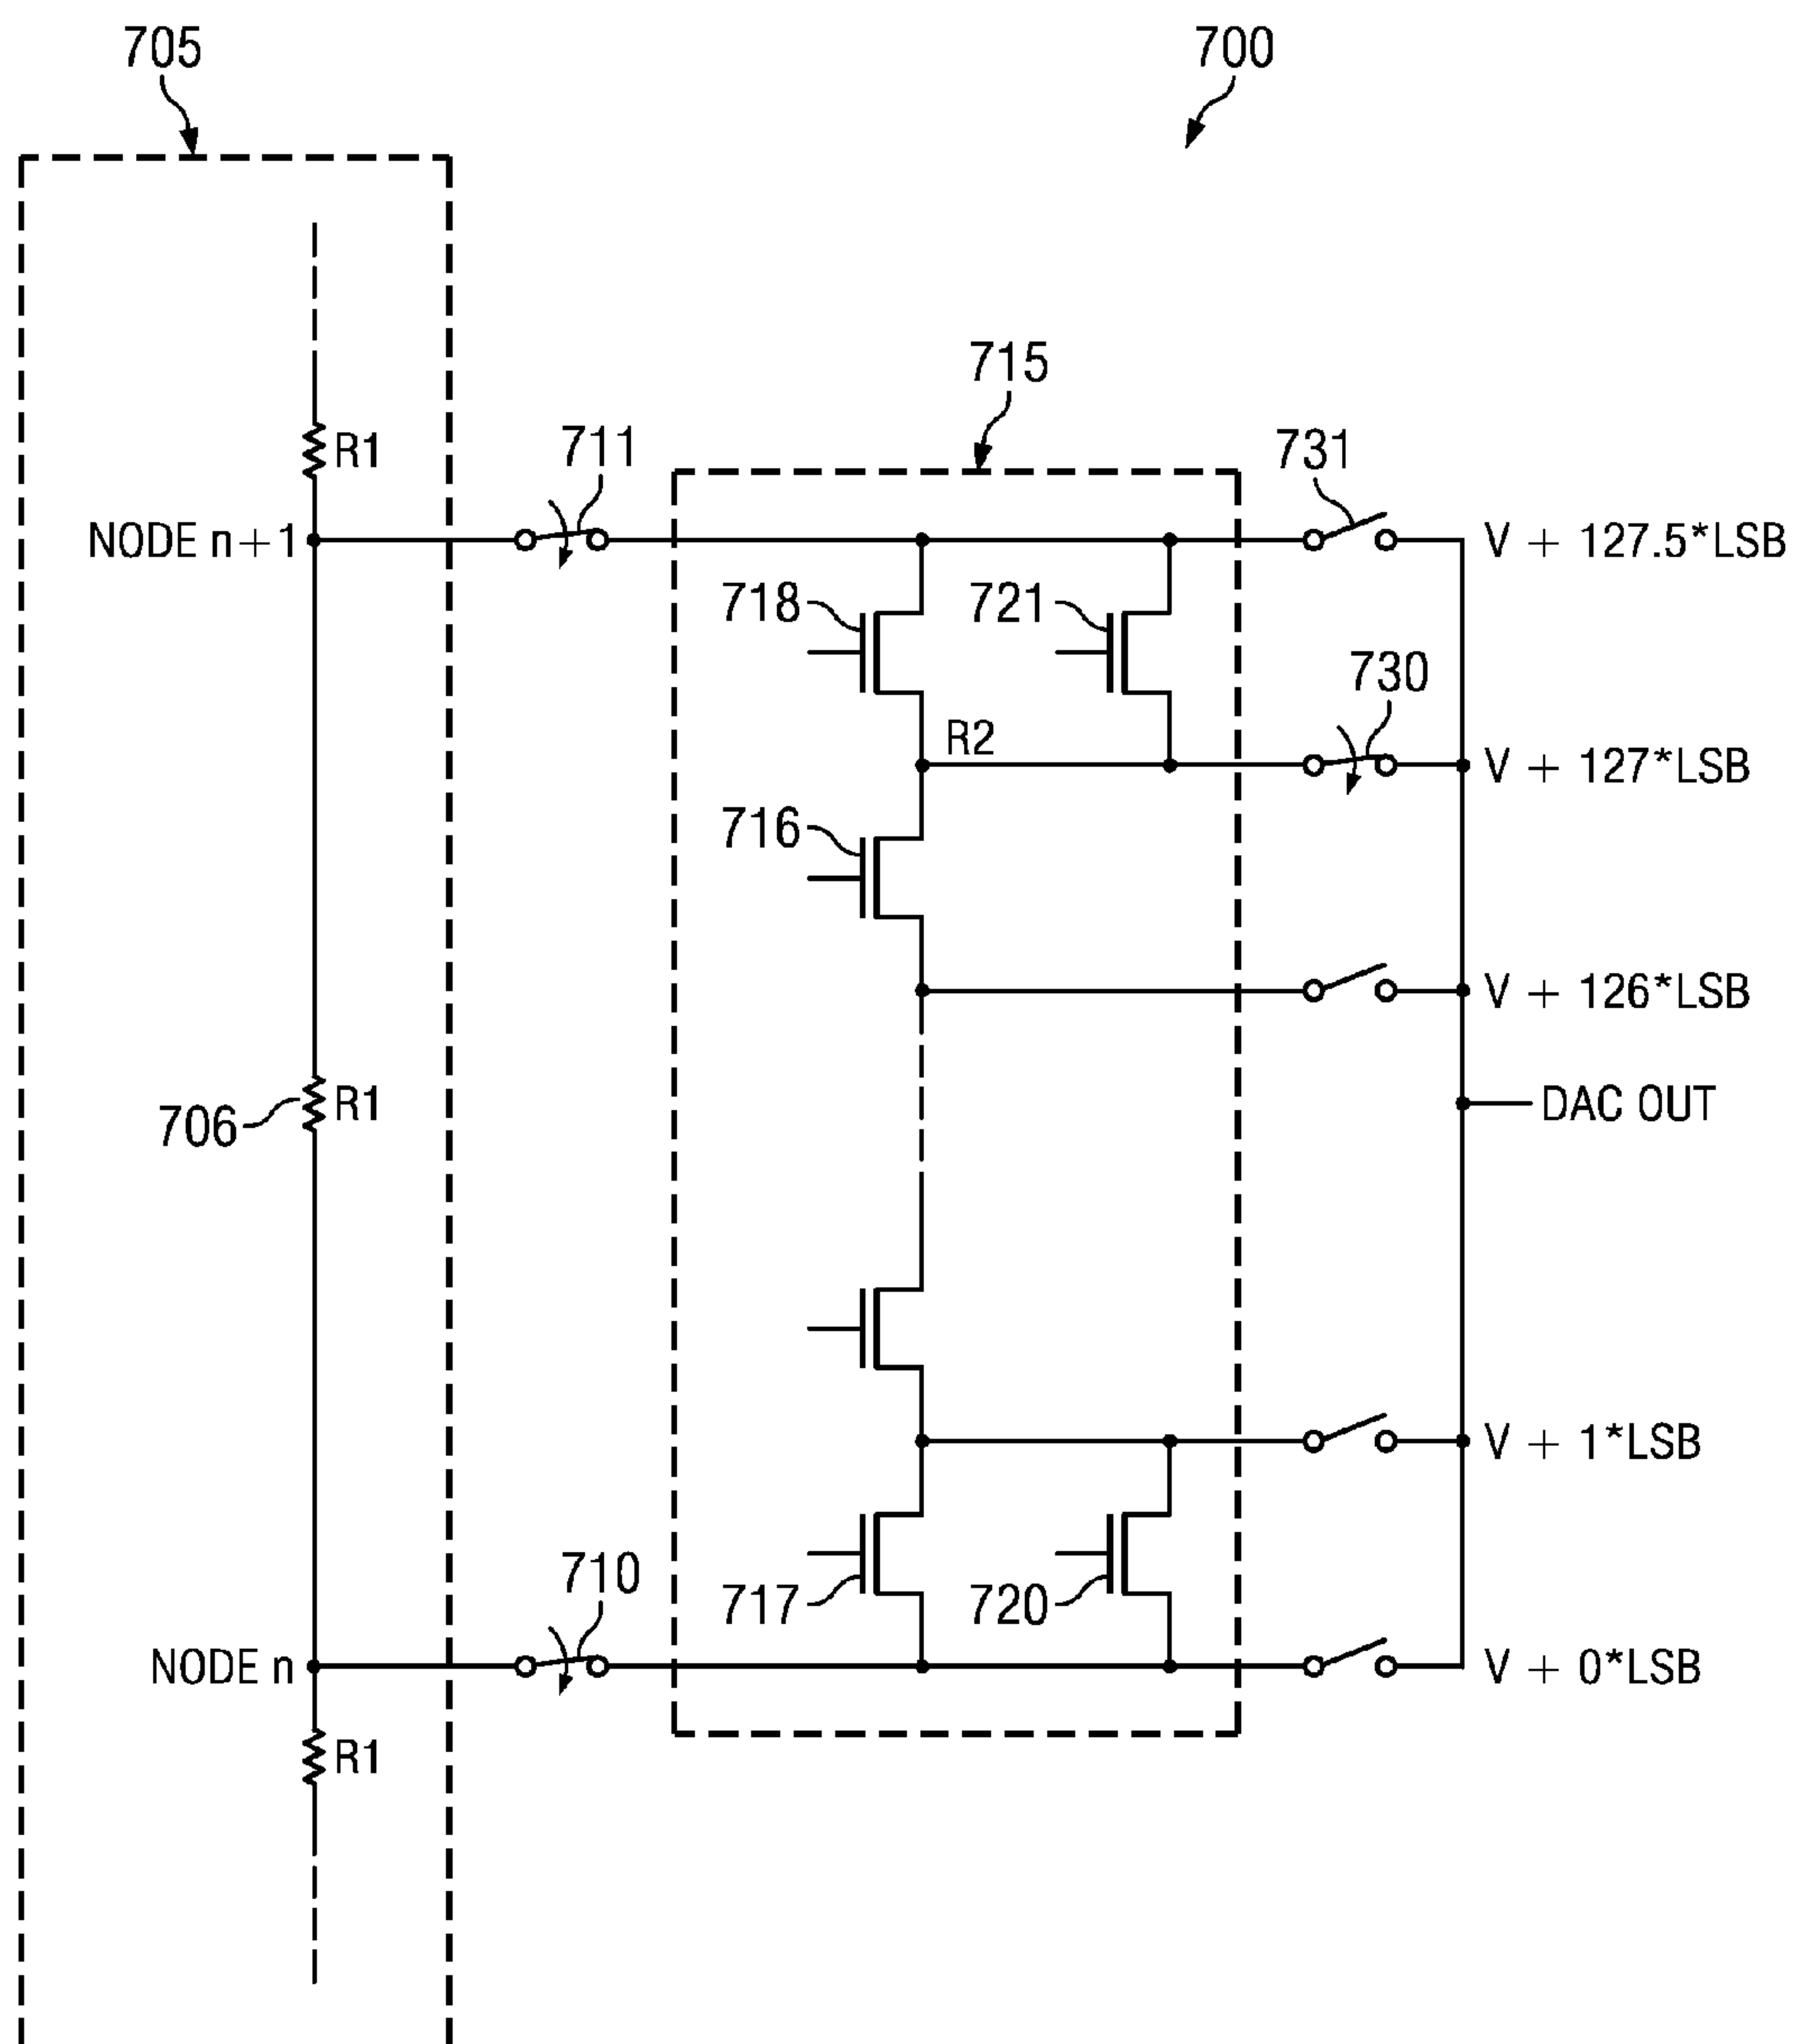 705
700
715
R1
711
731
NODE n+1
V + 127.5*LSB
718
721
730
R2
V + 127*LSB
716
V + 126*LSB
706
R1
DAC OUT
V + 1*LSB
710
717
720
NODE n
V + 0*LSB
R1